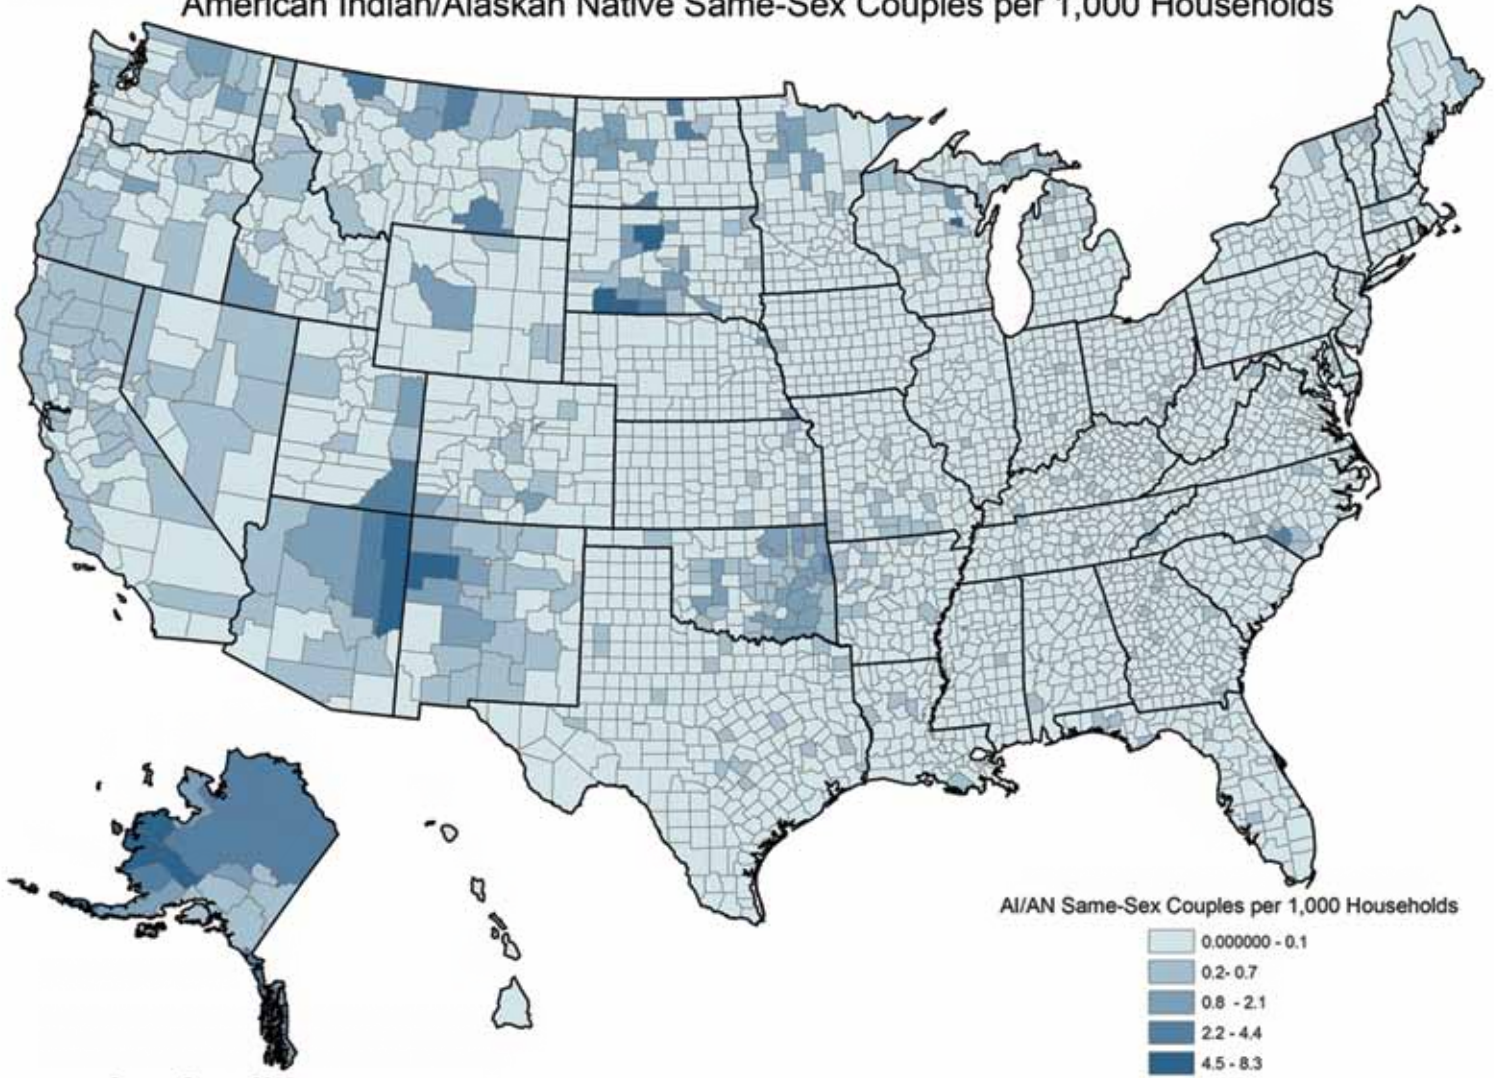 American Indian/Alaskan Native Same-Sex Couples per 1,000 Households
AI/AN Same-Sex Couples per 1,000 Households
0.000000 - 0.1
0.2- 0.7
0.8 - 2.1
2.2 - 4.4
4.5 - 8.3